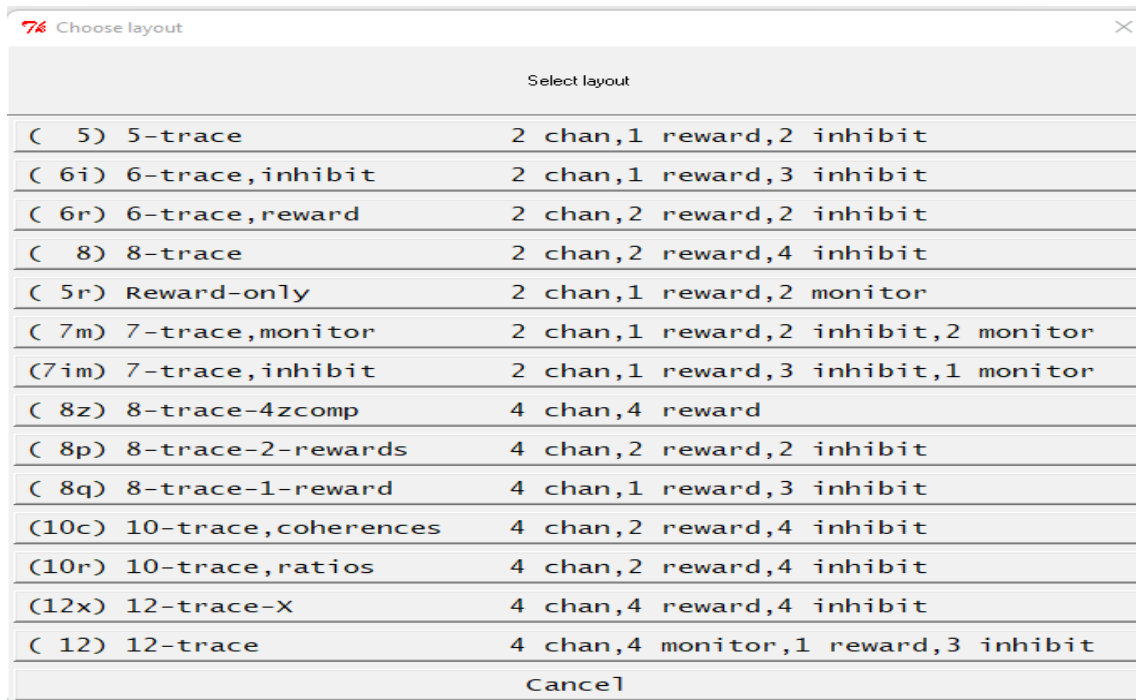 Choose layout
Select layout
(  5) 5-trace                2 chan,1 reward,2 inhibit
( 6i) 6-trace,inhibit        2 chan,1 reward,3 inhibit
( 6r) 6-trace,reward         2 chan,2 reward,2 inhibit
(  8) 8-trace                2 chan,2 reward,4 inhibit
( 5r) Reward-only            2 chan,1 reward,2 monitor
( 7m) 7-trace,monitor        2 chan,1 reward,2 inhibit,2 monitor
(7im) 7-trace,inhibit        2 chan,1 reward,3 inhibit,1 monitor
( 8z) 8-trace-4zcomp         4 chan,4 reward
( 8p) 8-trace-2-rewards      4 chan,2 reward,2 inhibit
( 8q) 8-trace-1-reward       4 chan,1 reward,3 inhibit
(10c) 10-trace,coherences    4 chan,2 reward,4 inhibit
(10r) 10-trace,ratios        4 chan,2 reward,4 inhibit
(12x) 12-trace-X             4 chan,4 reward,4 inhibit
( 12) 12-trace               4 chan,4 monitor,1 reward,3 inhibit
Cancel